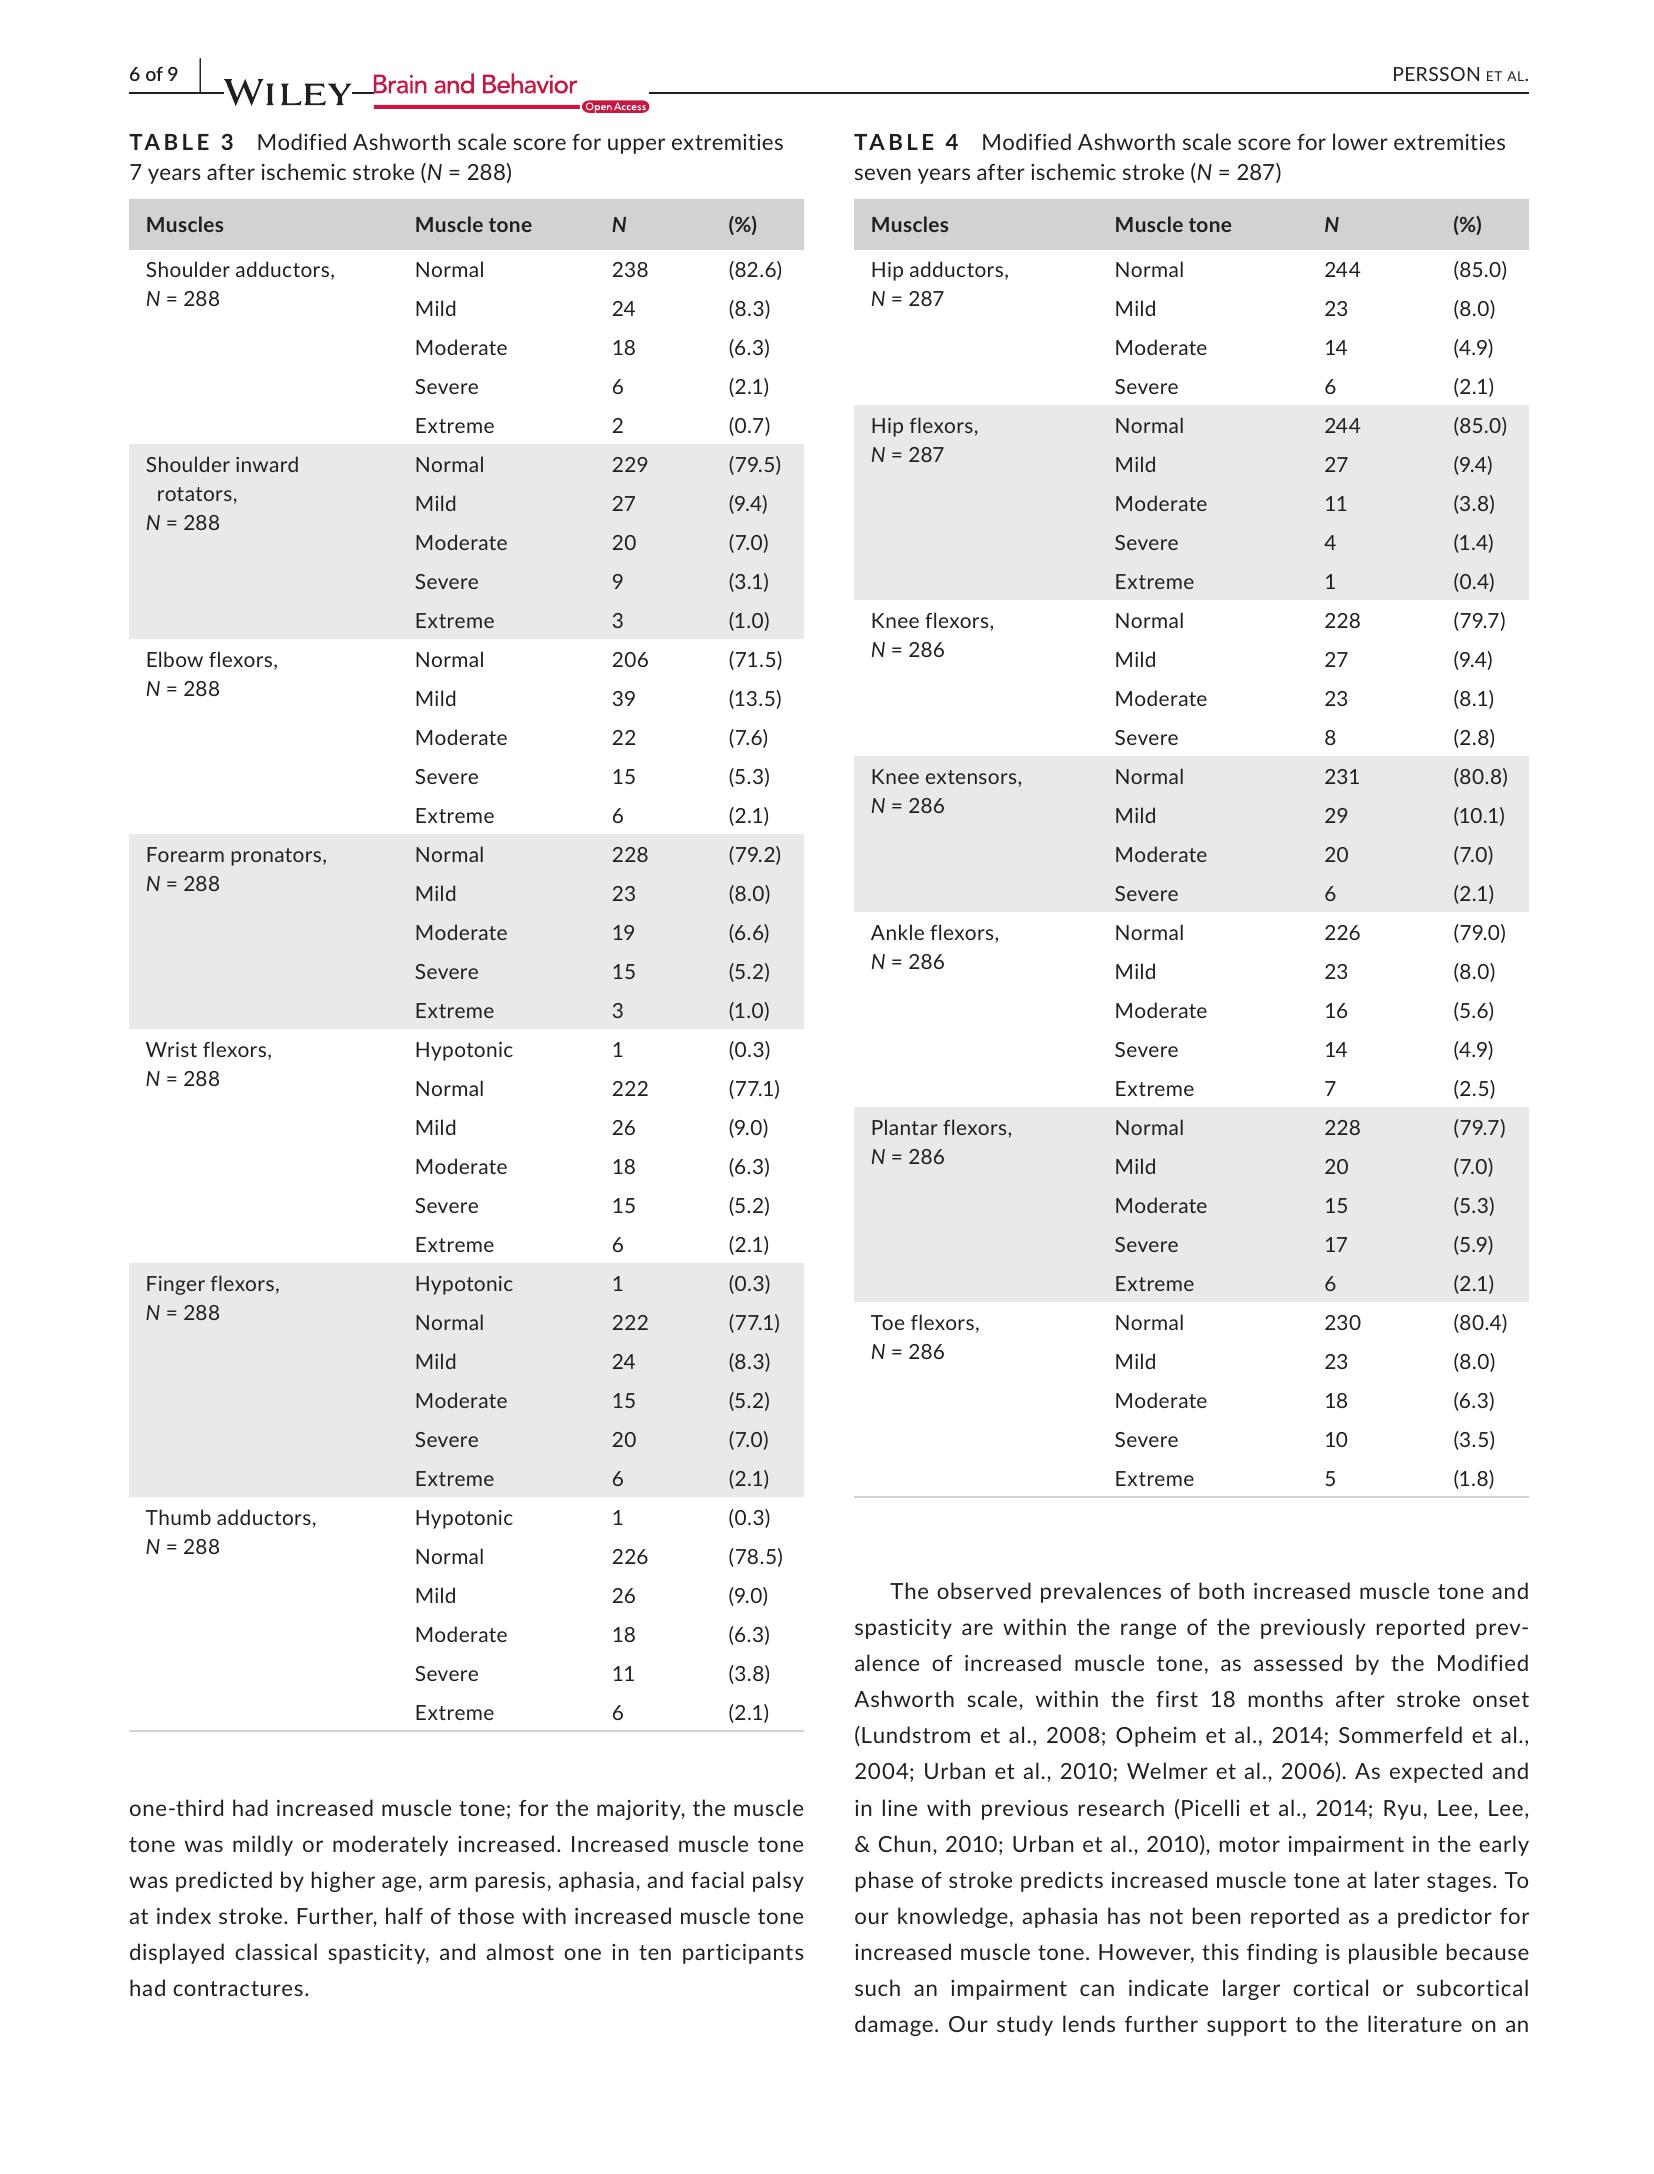 6 of 9
WILEY Brain and Behavior
Open Access
PERSSON ET AL.
TABLE 3 Modified Ashworth scale score for upper extremities
7 years after ischemic stroke (N = 288)
Muscles Muscle tone N (%)
Shoulder adductors, Normal 238 (82.6)
N = 288
Mild 24 (8.3)
Moderate 18 (6.3)
Severe 6 (2.1)
Extreme 2 (0.7)
Shoulder inward Normal 229 (79.5)
rotators,
Mild 27 (9.4)
N = 288
Moderate 20 (7.0)
Severe 9 (3.1)
Extreme 3 (1.0)
Elbow flexors, Normal 206 (71.5)
N = 288
Mild 39 (13.5)
Moderate 22 (7.6)
Severe 15 (5.3)
Extreme 6 (2.1)
Forearm pronators, Normal 228 (79.2)
N = 288
Mild 23 (8.0)
Moderate 19 (6.6)
Severe 15 (5.2)
Extreme 3 (1.0)
Wrist flexors, Hypotonic 1 (0.3)
N = 288
Normal 222 (77.1)
Mild 26 (9.0)
Moderate 18 (6.3)
Severe 15 (5.2)
Extreme 6 (2.1)
Finger flexors, Hypotonic 1 (0.3)
N = 288
Normal 222 (77.1)
Mild 24 (8.3)
Moderate 15 (5.2)
Severe 20 (7.0)
Extreme 6 (2.1)
Thumb adductors, Hypotonic 1 (0.3)
N = 288
Normal 226 (78.5)
Mild 26 (9.0)
Moderate 18 (6.3)
Severe 11 (3.8)
Extreme 6 (2.1)
one-third had increased muscle tone; for the majority, the muscle
tone was mildly or moderately increased. Increased muscle tone
was predicted by higher age, arm paresis, aphasia, and facial palsy
at index stroke. Further, half of those with increased muscle tone
displayed classical spasticity, and almost one in ten participants
had contractures.
TABLE 4 Modified Ashworth scale score for lower extremities
seven years after ischemic stroke (N = 287)
Muscles Muscle tone N (%)
Hip adductors, Normal 244 (85.0)
N = 287
Mild 23 (8.0)
Moderate 14 (4.9)
Severe 6 (2.1)
Hip flexors, Normal 244 (85.0)
N = 287
Mild 27 (9.4)
Moderate 11 (3.8)
Severe 4 (1.4)
Extreme 1 (0.4)
Knee flexors, Normal 228 (79.7)
N = 286
Mild 27 (9.4)
Moderate 23 (8.1)
Severe 8 (2.8)
Knee extensors, Normal 231 (80.8)
N = 286
Mild 29 (10.1)
Moderate 20 (7.0)
Severe 6 (2.1)
Ankle flexors, Normal 226 (79.0)
N = 286
Mild 23 (8.0)
Moderate 16 (5.6)
Severe 14 (4.9)
Extreme 7 (2.5)
Plantar flexors, Normal 228 (79.7)
N = 286
Mild 20 (7.0)
Moderate 15 (5.3)
Severe 17 (5.9)
Extreme 6 (2.1)
Toe flexors, Normal 230 (80.4)
N = 286
Mild 23 (8.0)
Moderate 18 (6.3)
Severe 10 (3.5)
Extreme 5 (1.8)
The observed prevalences of both increased muscle tone and
spasticity are within the range of the previously reported prev-
alence of increased muscle tone, as assessed by the Modified
Ashworth scale, within the first 18 months after stroke onset
(Lundstrom et al., 2008; Opheim et al., 2014; Sommerfeld et al.,
2004; Urban et al., 2010; Welmer et al., 2006). As expected and
in line with previous research (Picelli et al., 2014; Ryu, Lee, Lee,
& Chun, 2010; Urban et al., 2010), motor impairment in the early
phase of stroke predicts increased muscle tone at later stages. To
our knowledge, aphasia has not been reported as a predictor for
increased muscle tone. However, this finding is plausible because
such an impairment can indicate larger cortical or subcortical
damage. Our study lends further support to the literature on an